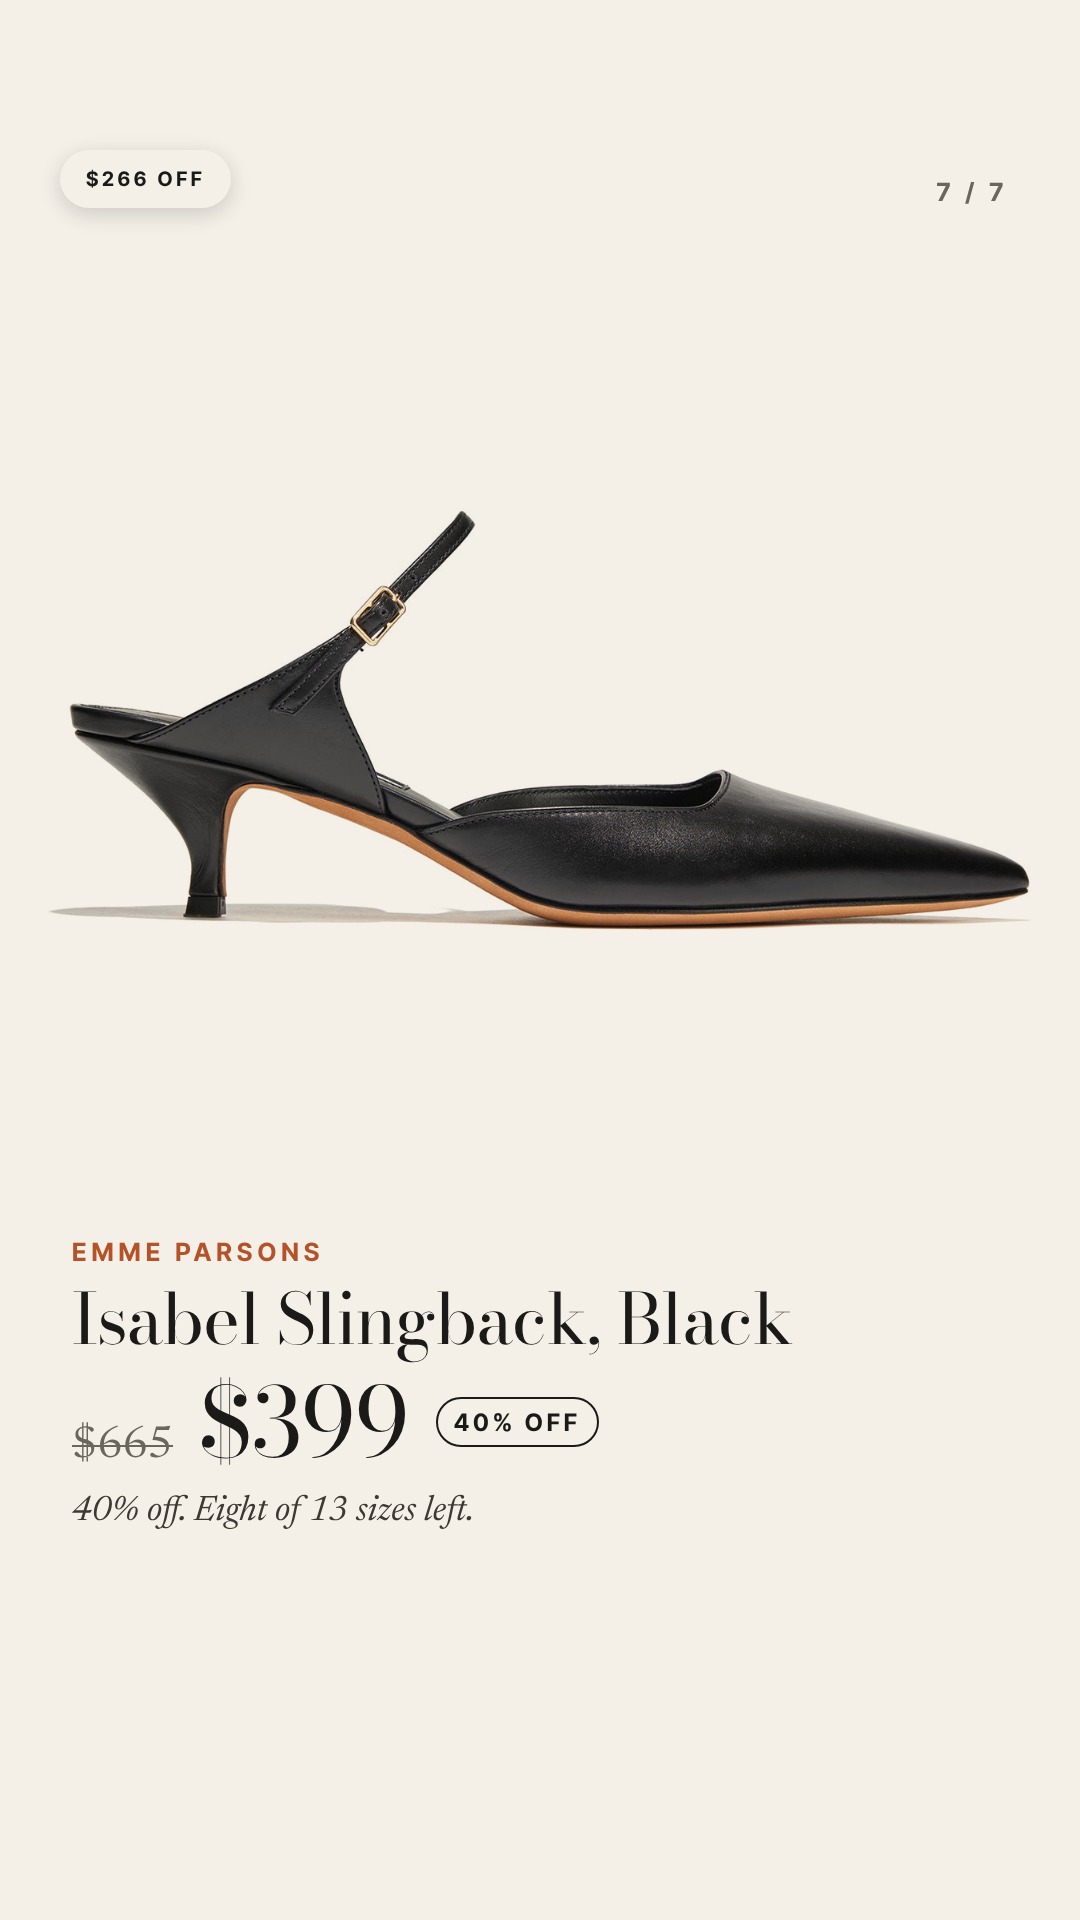 $266 OFF
7 / 7
EMME PARSONS
Isabel Slingback, Black
$665 $399 40% OFF
40% off. Eight of 13 sizes left.